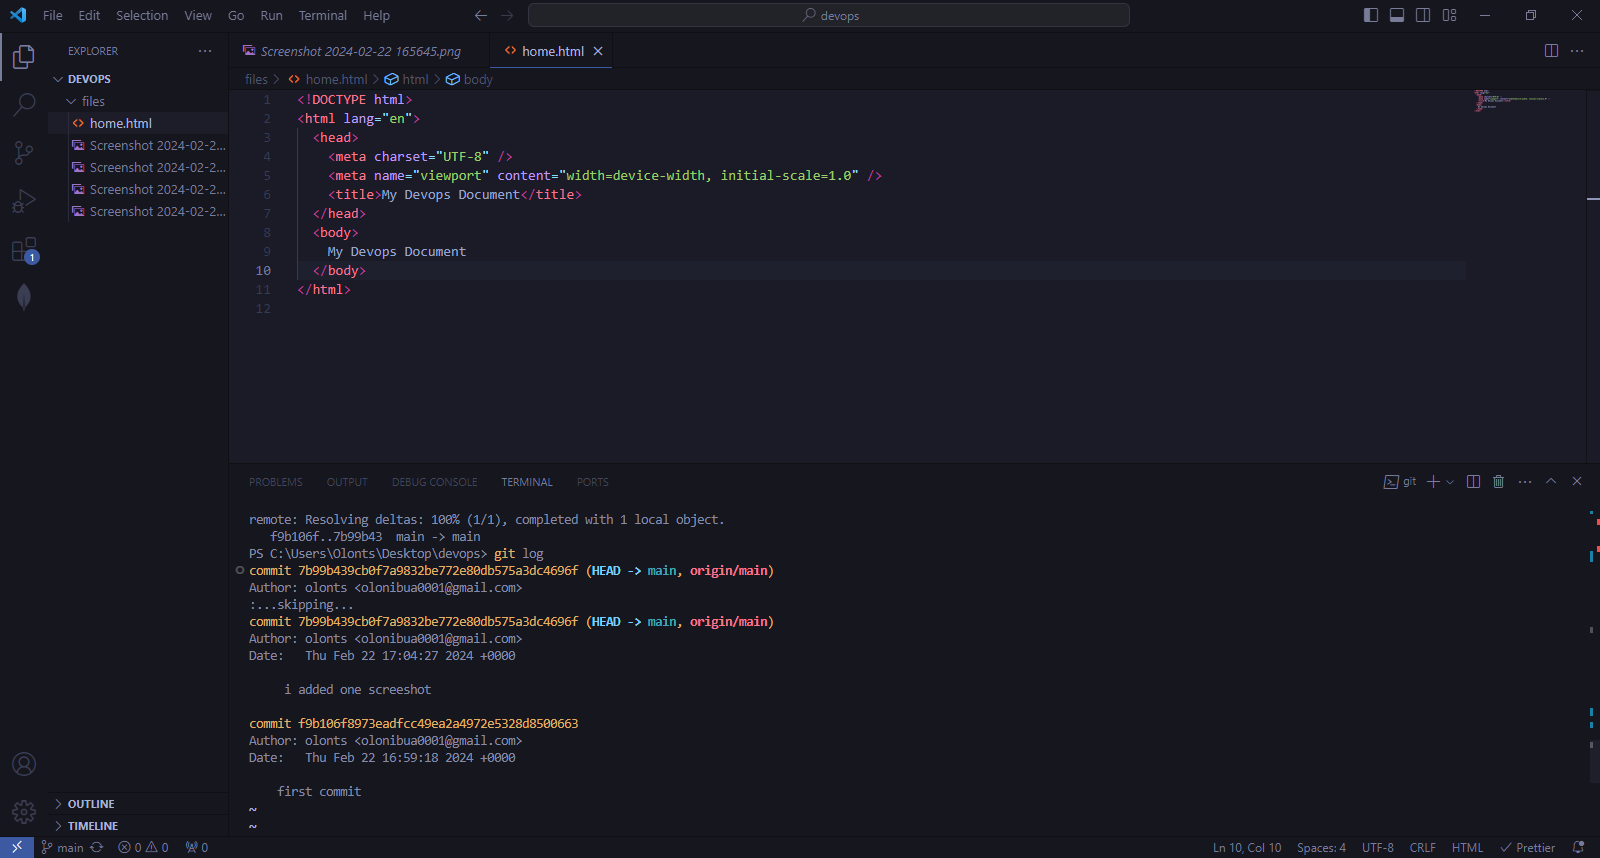 File Edit Selection View Go Run Terminal Help
devops
EXPLORER
DEVOPS
files
home.html
Screenshot 2024-02-2...
Screenshot 2024-02-2...
Screenshot 2024-02-2...
Screenshot 2024-02-2...
1
OUTLINE
TIMELINE
Screenshot 2024-02-22 165645.png
home.html
files > home.html > html > body
1 <!DOCTYPE html>
2 <html lang="en">
3 <head>
4 <meta charset="UTF-8" />
5 <meta name="viewport" content="width=device-width, initial-scale=1.0" />
6 <title>My Devops Document</title>
7 </head>
8 <body>
9 My Devops Document
10 </body>
11 </html>
12
PROBLEMS OUTPUT DEBUG CONSOLE TERMINAL PORTS
git
remote: Resolving deltas: 100% (1/1), completed with 1 local object.
f9b106f..7b99b43  main -> main
PS C:\Users\Olonts\Desktop\devops> git log
commit 7b99b439cb0f7a9832be772e80db575a3dc4696f (HEAD -> main, origin/main)
Author: olonts <olonibua0001@gmail.com>
:...skipping...
commit 7b99b439cb0f7a9832be772e80db575a3dc4696f (HEAD -> main, origin/main)
Author: olonts <olonibua0001@gmail.com>
Date:   Thu Feb 22 17:04:27 2024 +0000
i added one screeshot
commit f9b106f8973eadfcc49ea2a4972e5328d8500663
Author: olonts <olonibua0001@gmail.com>
Date:   Thu Feb 22 16:59:18 2024 +0000
first commit
~
~
main 0 0 0
Ln 10, Col 10 Spaces: 4 UTF-8 CRLF HTML Prettier